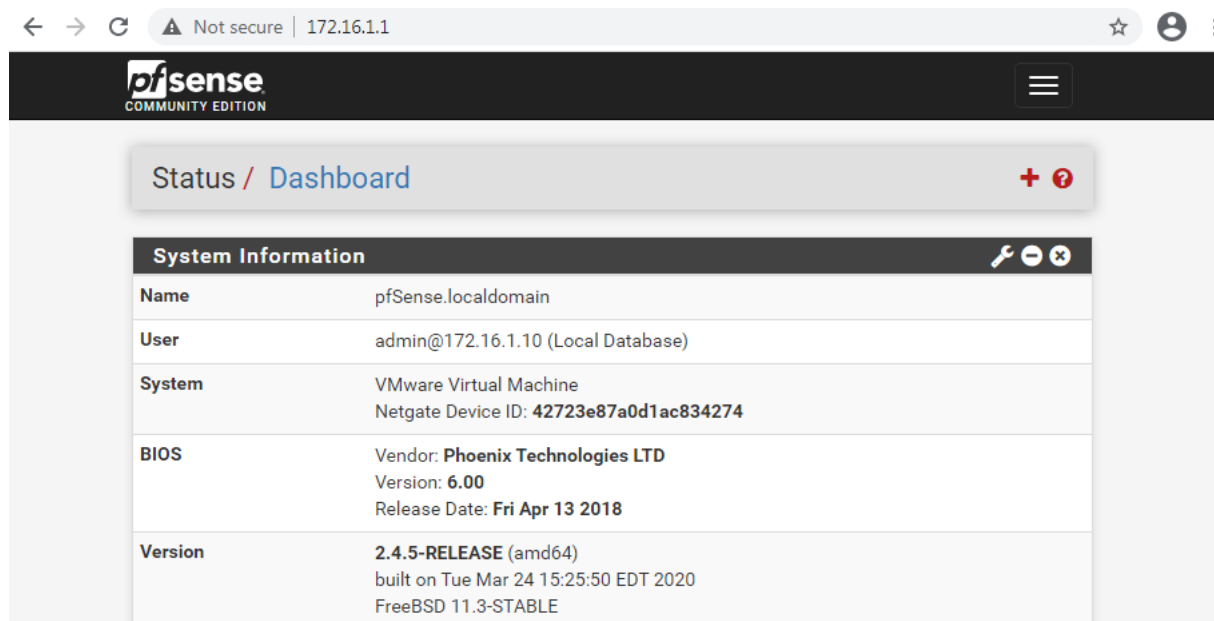 Not secure | 172.16.1.1
pfsense
COMMUNITY EDITION
Status / Dashboard
System Information
Name pfSense.localdomain
User admin@172.16.1.10 (Local Database)
System VMware Virtual Machine
Netgate Device ID: 42723e87a0d1ac834274
BIOS Vendor: Phoenix Technologies LTD
Version: 6.00
Release Date: Fri Apr 13 2018
Version 2.4.5-RELEASE (amd64)
built on Tue Mar 24 15:25:50 EDT 2020
FreeBSD 11.3-STABLE